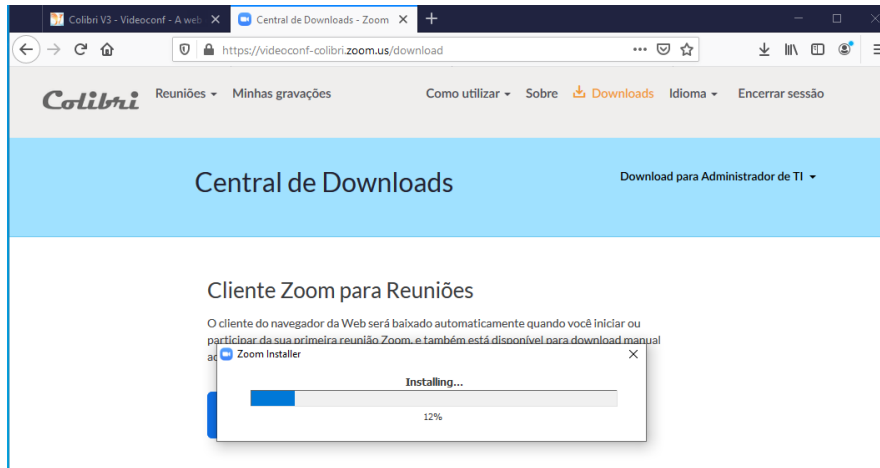 Colibri V3 - Videoconf - A web
Central de Downloads - Zoom
https://videoconf-colibri.zoom.us/download
Colibri
Reuniões
Minhas gravações
Como utilizar
Sobre
Downloads
Idioma
Encerrar sessão
Central de Downloads
Download para Administrador de TI
Cliente Zoom para Reuniões
O cliente do navegador da Web será baixado automaticamente quando você iniciar ou
participar da sua primeira reunião Zoom, e também está disponível para download manual
Zoom Installer
Installing...
12%